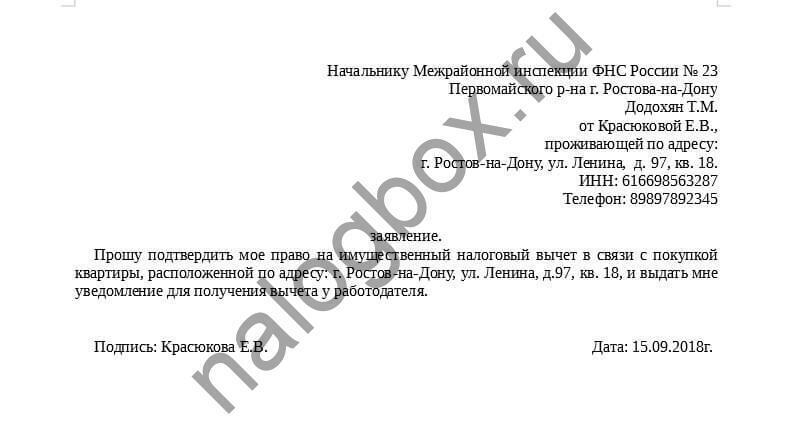 Начальнику Межрайонной инспекции ФНС России № 23
Первомайского р-на г. Ростова-на-Дону
Додохян Т.М.
от Красюковой Е.В.,
проживающей по адресу:
г. Ростов-на-Дону, ул. Ленина, д. 97, кв. 18.
ИНН: 616698563287
Телефон: 89897892345
заявление.
Прошу подтвердить мое право на имущественный налоговый вычет в связи с покупкой
квартиры, расположенной по адресу: г. Ростов-на-Дону, ул. Ленина, д.97, кв. 18, и выдать мне
уведомление для получения вычета у работодателя.
Подпись: Красюкова Е.В. Дата: 15.09.2018г.
nalogbox.ru